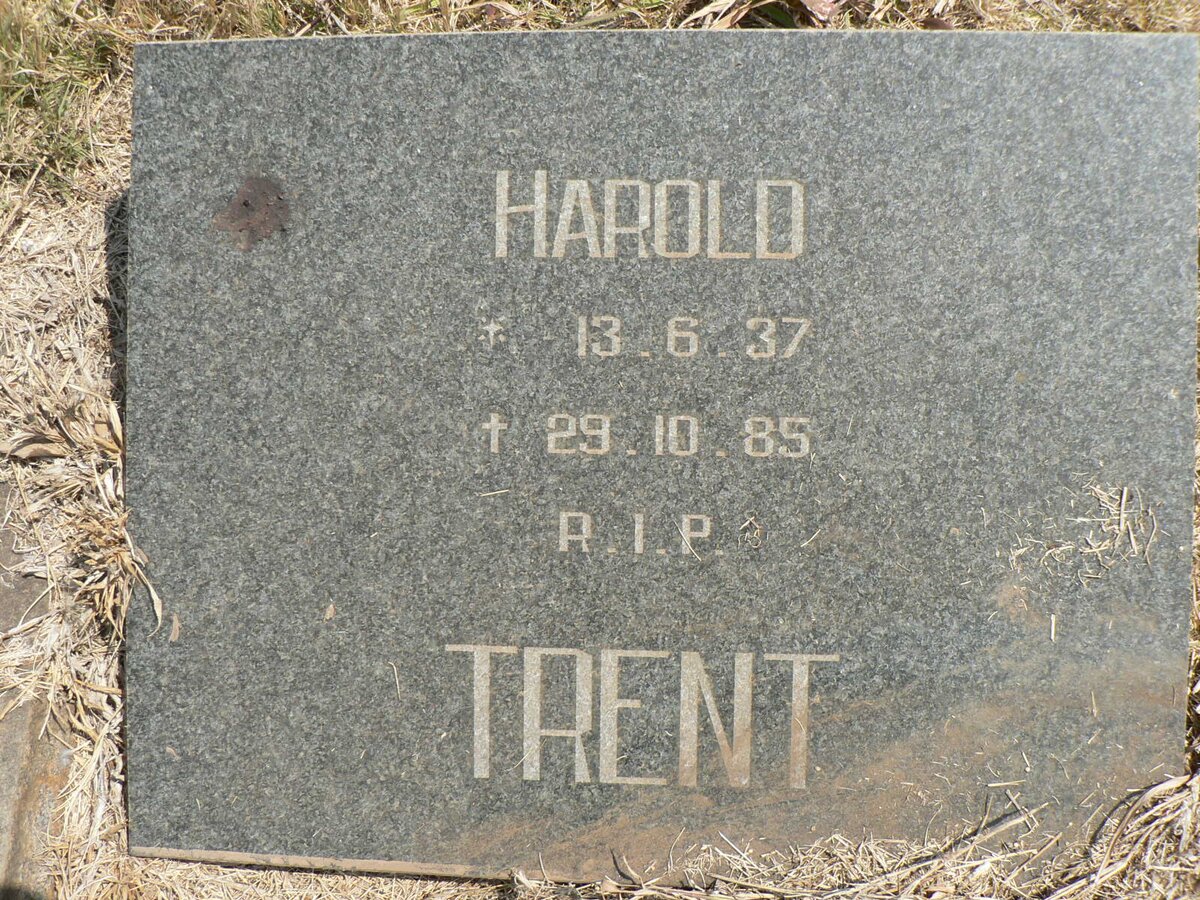 HAROLD
* 13.6.37
† 29.10.85
R.I.P.
TRENT